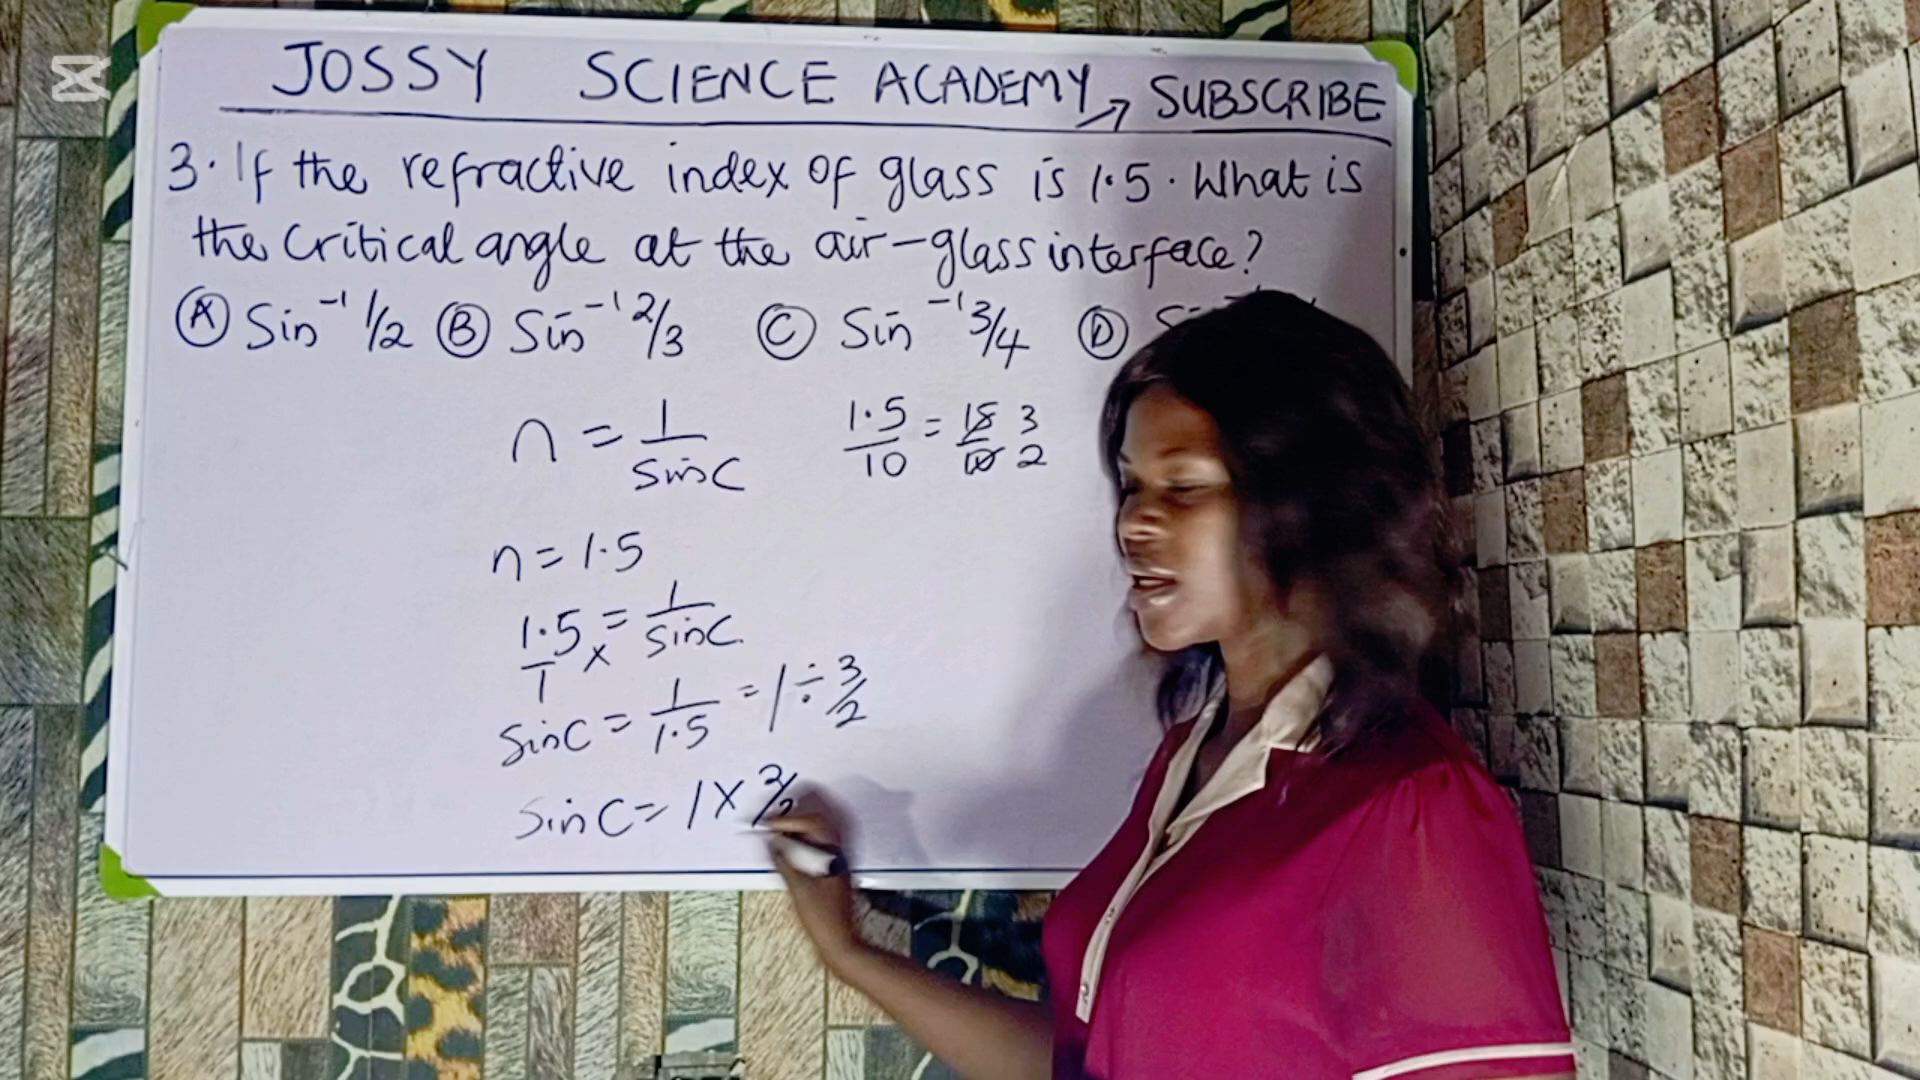 JOSSY SCIENCE ACADEMY → SUBSCRIBE
3. If the refractive index of glass is 1.5. What is
the critical angle at the air-glass interface?
(A) Sin⁻¹ 1/2 (B) Sin⁻¹ 2/3 (C) Sin⁻¹ 3/4 (D)
n = 1/sinC
1.5/10 = 15/10 3/2
n = 1.5
1.5/1 × = 1/sinC
sinC = 1/1.5 = 1 ÷ 3/2
sinC = 1 × 2/3